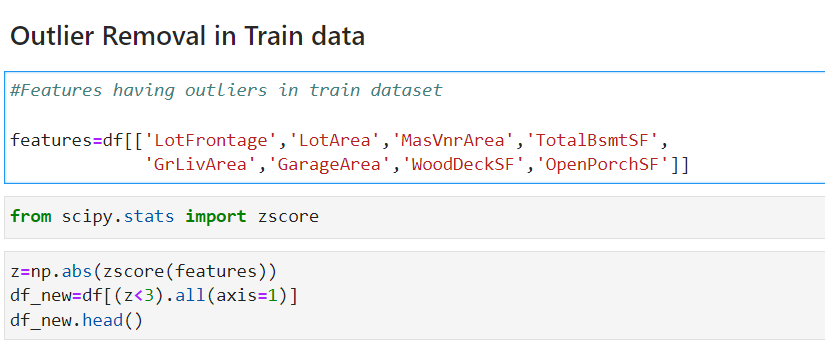 Outlier Removal in Train data
#Features having outliers in train dataset
features=df[['LotFrontage','LotArea','MasVnrArea','TotalBsmtSF',
'GrLivArea','GarageArea','WoodDeckSF','OpenPorchSF']]
from scipy.stats import zscore
z=np.abs(zscore(features))
df_new=df[(z<3).all(axis=1)]
df_new.head()